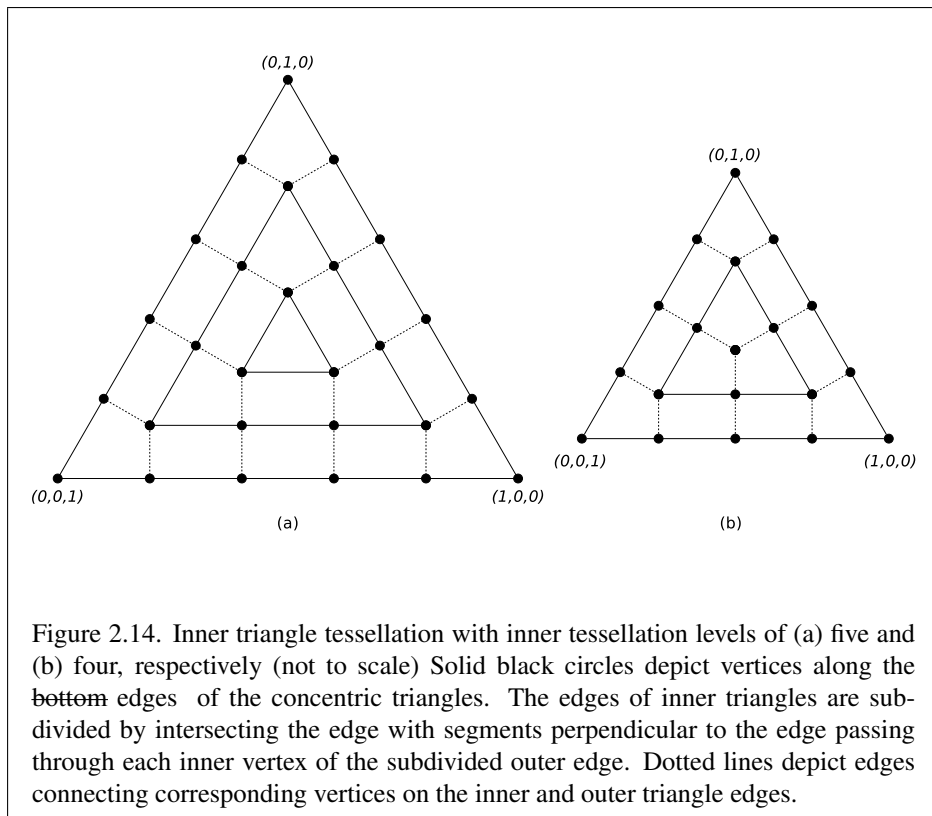 (0,1,0)
(0,1,0)
(0,0,1)
(1,0,0)
(0,0,1)
(1,0,0)
(a)
(b)
Figure 2.14. Inner triangle tessellation with inner tessellation levels of (a) five and
(b) four, respectively (not to scale) Solid black circles depict vertices along the
bottom edges of the concentric triangles. The edges of inner triangles are sub-
divided by intersecting the edge with segments perpendicular to the edge passing
through each inner vertex of the subdivided outer edge. Dotted lines depict edges
connecting corresponding vertices on the inner and outer triangle edges.